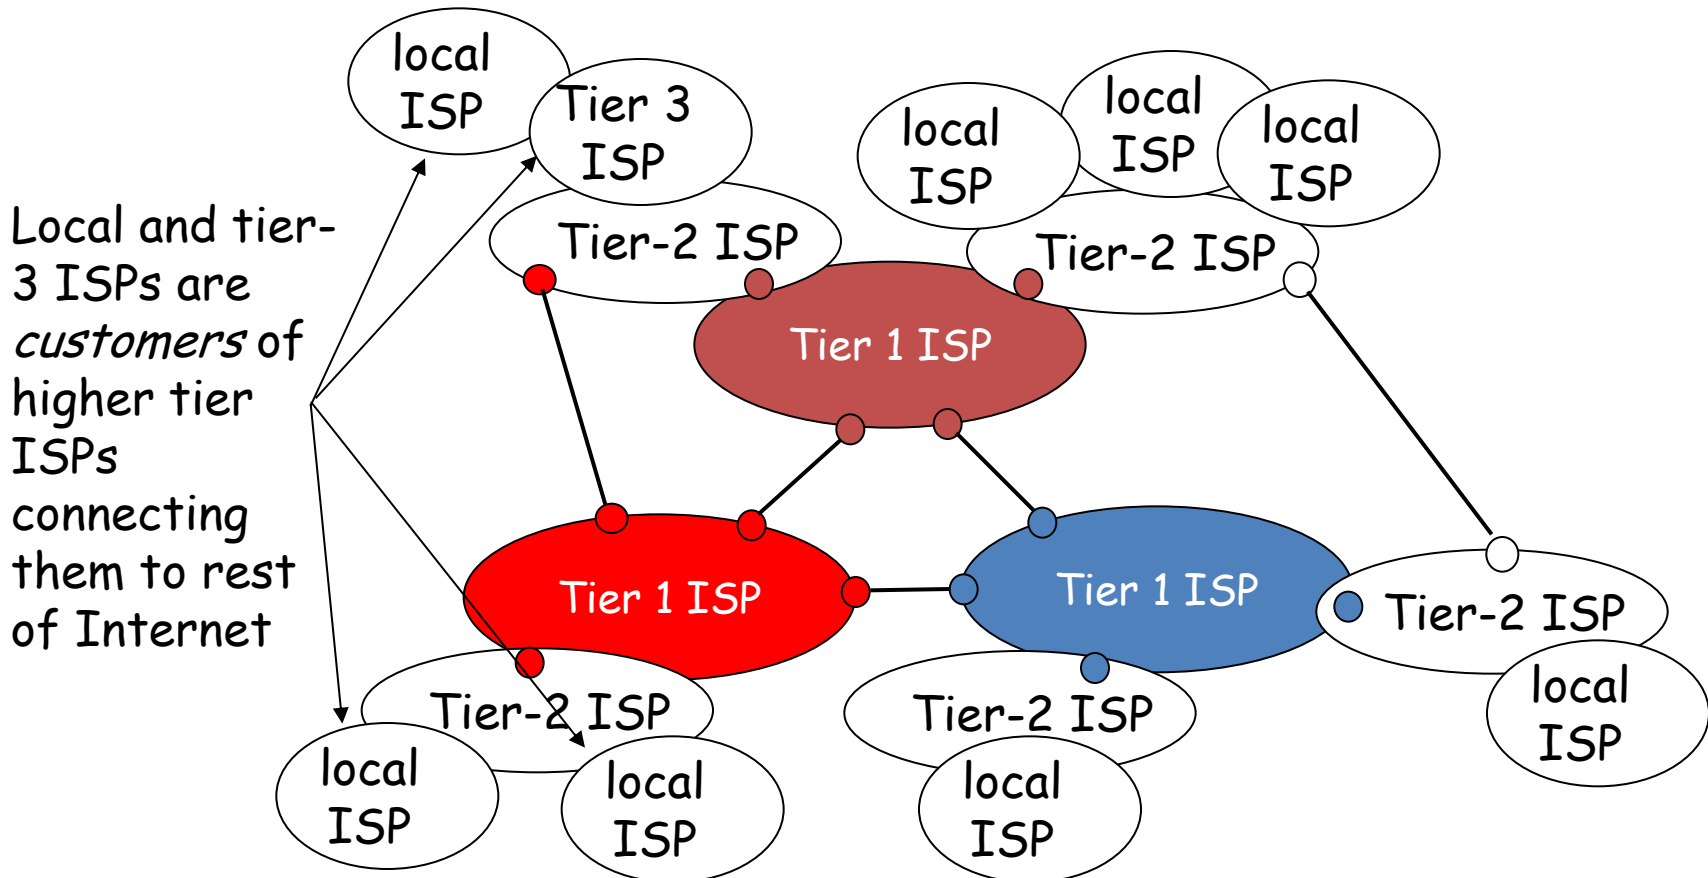 local
ISP
Tier 3
ISP
local
ISP
local
ISP
local
ISP
Local and tier-
3 ISPs are
customers of
higher tier
ISPs
connecting
them to rest
of Internet
Tier-2 ISP
Tier-2 ISP
Tier 1 ISP
Tier 1 ISP
Tier 1 ISP
Tier-2 ISP
Tier-2 ISP
Tier-2 ISP
local
ISP
local
ISP
local
ISP
local
ISP